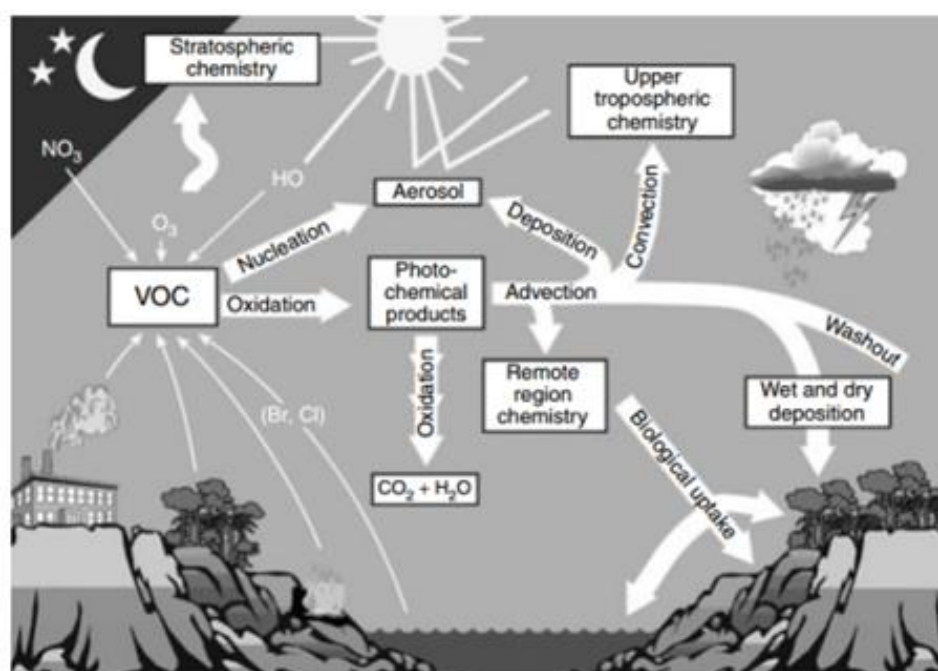 Stratospheric
chemistry
Upper
tropospheric
chemistry
NO₃
HO
Aerosol
O₃
Nucleation
Deposition
Convection
VOC
Oxidation
Photo-
chemical
products
Advection
Washout
Oxidation
Remote
region
chemistry
Wet and dry
deposition
(Br, Cl)
Biological uptake
CO₂ + H₂O